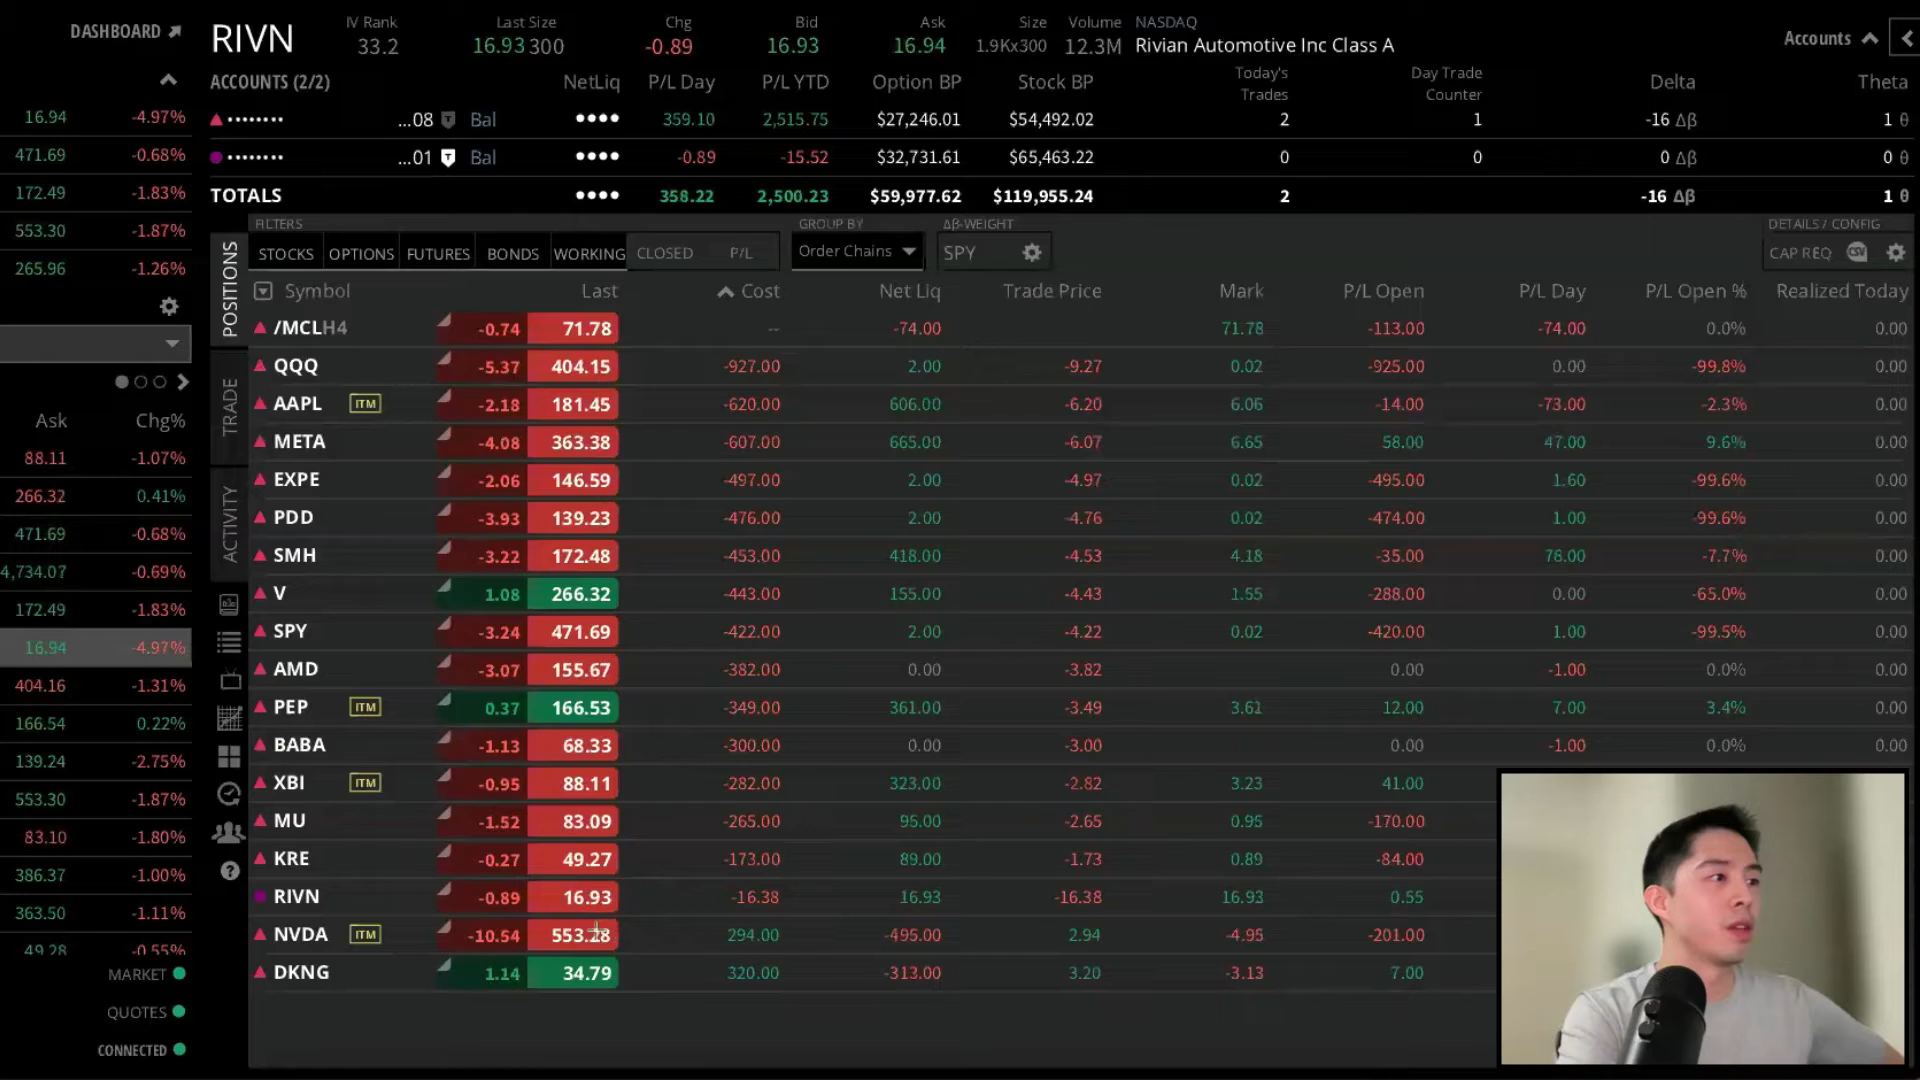 DASHBOARD
RIVN
IV Rank
33.2
Last Size
16.93 300
Chg
-0.89
Bid
16.93
Ask
16.94
Size
1.9Kx300
Volume
12.3M
NASDAQ
Rivian Automotive Inc Class A
Accounts
ACCOUNTS (2/2) NetLiq P/L Day P/L YTD Option BP Stock BP Today's Trades Day Trade Counter Delta Theta
•••••••• ...08 T Bal •••• 359.10 2,515.75 $27,246.01 $54,492.02 2 1 -16 Δβ 1 θ
•••••••• ...01 T Bal •••• -0.89 -15.52 $32,731.61 $65,463.22 0 0 0 Δβ 0 θ
TOTALS •••• 358.22 2,500.23 $59,977.62 $119,955.24 2 -16 Δβ 1 θ
16.94 -4.97%
471.69 -0.68%
172.49 -1.83%
553.30 -1.87%
265.96 -1.26%
Ask Chg%
88.11 -1.07%
266.32 0.41%
471.69 -0.68%
4,734.07 -0.69%
172.49 -1.83%
16.94 -4.97%
404.16 -1.31%
166.54 0.22%
139.24 -2.75%
553.30 -1.87%
83.10 -1.80%
386.37 -1.00%
363.50 -1.11%
49.28 -0.55%
MARKET
QUOTES
CONNECTED
POSITIONS
TRADE
ACTIVITY
FILTERS GROUP BY Δβ-WEIGHT DETAILS / CONFIG
STOCKS OPTIONS FUTURES BONDS WORKING CLOSED P/L Order Chains SPY CAP REQ CSV
Symbol Last Cost Net Liq Trade Price Mark P/L Open P/L Day P/L Open % Realized Today
/MCLH4 -0.74 71.78 -- -74.00 71.78 -113.00 -74.00 0.0% 0.00
QQQ -5.37 404.15 -927.00 2.00 -9.27 0.02 -925.00 0.00 -99.8% 0.00
AAPL ITM -2.18 181.45 -620.00 606.00 -6.20 6.06 -14.00 -73.00 -2.3% 0.00
META -4.08 363.38 -607.00 665.00 -6.07 6.65 58.00 47.00 9.6% 0.00
EXPE -2.06 146.59 -497.00 2.00 -4.97 0.02 -495.00 1.60 -99.6% 0.00
PDD -3.93 139.23 -476.00 2.00 -4.76 0.02 -474.00 1.00 -99.6% 0.00
SMH -3.22 172.48 -453.00 418.00 -4.53 4.18 -35.00 78.00 -7.7% 0.00
V 1.08 266.32 -443.00 155.00 -4.43 1.55 -288.00 0.00 -65.0% 0.00
SPY -3.24 471.69 -422.00 2.00 -4.22 0.02 -420.00 1.00 -99.5% 0.00
AMD -3.07 155.67 -382.00 0.00 -3.82 0.00 -1.00 0.0% 0.00
PEP ITM 0.37 166.53 -349.00 361.00 -3.49 3.61 12.00 7.00 3.4% 0.00
BABA -1.13 68.33 -300.00 0.00 -3.00 0.00 -1.00 0.0% 0.00
XBI ITM -0.95 88.11 -282.00 323.00 -2.82 3.23 41.00
MU -1.52 83.09 -265.00 95.00 -2.65 0.95 -170.00
KRE -0.27 49.27 -173.00 89.00 -1.73 0.89 -84.00
RIVN -0.89 16.93 -16.38 16.93 -16.38 16.93 0.55
NVDA ITM -10.54 553.28 294.00 -495.00 2.94 -4.95 -201.00
DKNG 1.14 34.79 320.00 -313.00 3.20 -3.13 7.00